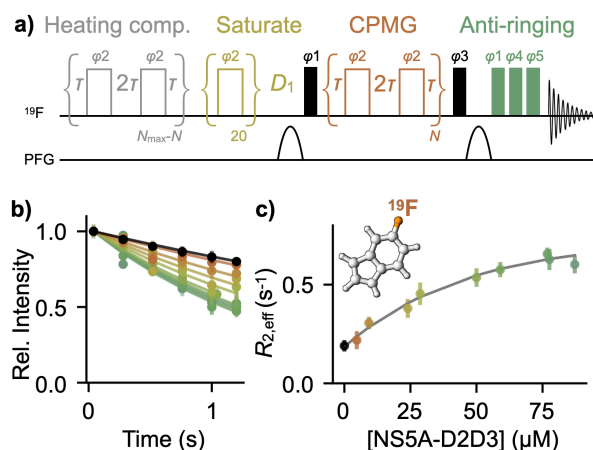 a) Heating comp. Saturate CPMG Anti-ringing
φ2 φ2 φ2 φ1 φ2 φ2 φ3 φ1 φ4 φ5
τ 2τ τ D1 τ 2τ τ
19F
Nmax-N 20 N
PFG
b)
Rel. Intensity
1.0
0.5
0.0
0 1
Time (s)
c)
19F
R2,eff (s-1)
0.5
0.0
0 25 50 75
[NS5A-D2D3] (μM)